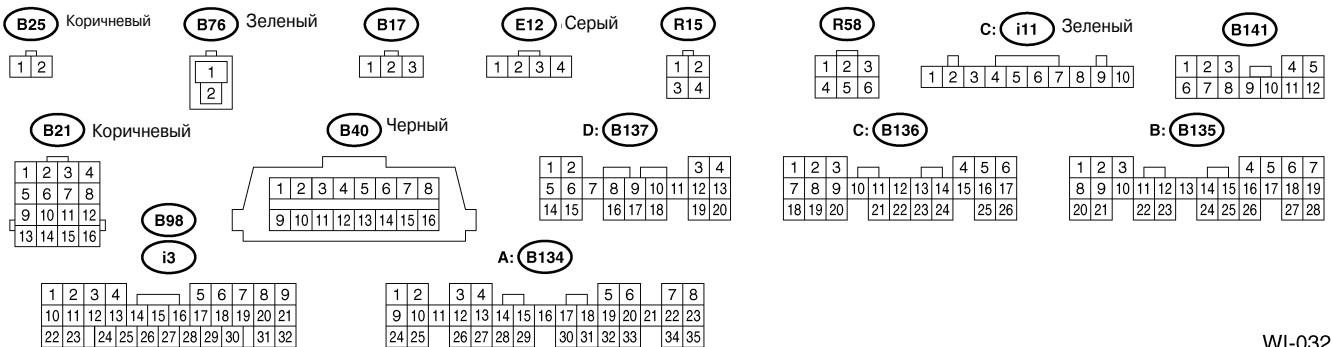 B25 Коричневый B76 Зеленый B17 E12 Серый R15 R58 C: i11 Зеленый B141
1 2
1
2
1 2 3
1 2 3 4
1 2
3 4
1 2 3
4 5 6
1 2 3 4 5 6 7 8 9 10
1 2 3 4 5
6 7 8 9 10 11 12
B21 Коричневый B40 Черный D: B137 C: B136 B: B135
1 2 3 4
5 6 7 8
9 10 11 12
13 14 15 16
1 2 3 4 5 6 7 8
9 10 11 12 13 14 15 16
1 2 3 4
5 6 7 8 9 10 11 12 13
14 15 16 17 18 19 20
1 2 3 4 5 6
7 8 9 10 11 12 13 14 15 16 17
18 19 20 21 22 23 24 25 26
1 2 3 4 5 6 7
8 9 10 11 12 13 14 15 16 17 18 19
20 21 22 23 24 25 26 27 28
B98
i3
A: B134
1 2 3 4 5 6 7 8 9
10 11 12 13 14 15 16 17 18 19 20 21
22 23 24 25 26 27 28 29 30 31 32
1 2 3 4 5 6 7 8
9 10 11 12 13 14 15 16 17 18 19 20 21 22 23
24 25 26 27 28 29 30 31 32 33 34 35
WI-032